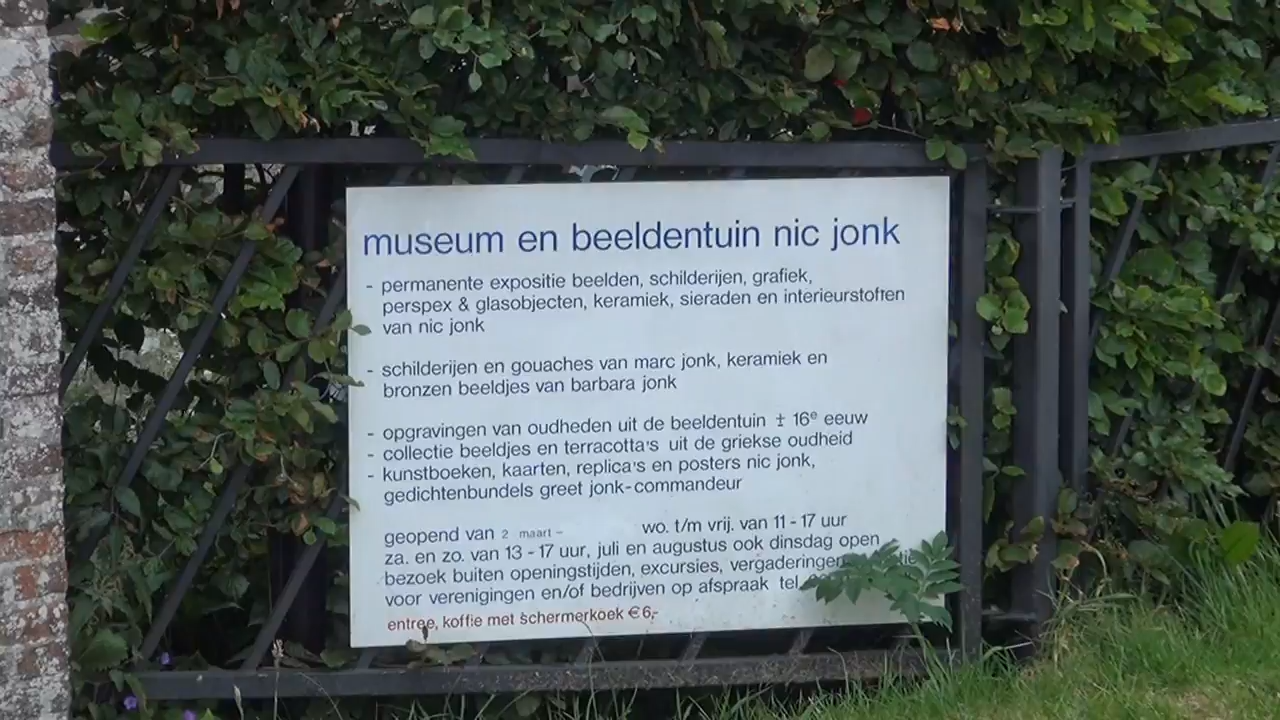 museum en beeldentuin nic jonk
- permanente expositie beelden, schilderijen, grafiek,
perspex & glasobjecten, keramiek, sieraden en interieurstoffen
van nic jonk
- schilderijen en gouaches van marc jonk, keramiek en
bronzen beeldjes van barbara jonk
- opgravingen van oudheden uit de beeldentuin ± 16e eeuw
- collectie beeldjes en terracotta's uit de griekse oudheid
- kunstboeken, kaarten, replica's en posters nic jonk,
gedichtenbundels greet jonk-commandeur
geopend van 2 maart - wo. t/m vrij. van 11 - 17 uur
za. en zo. van 13 - 17 uur, juli en augustus ook dinsdag open
bezoek buiten openingstijden, excursies, vergaderingen
voor verenigingen en/of bedrijven op afspraak tel.
entree, koffie met schermerkoek € 6,-